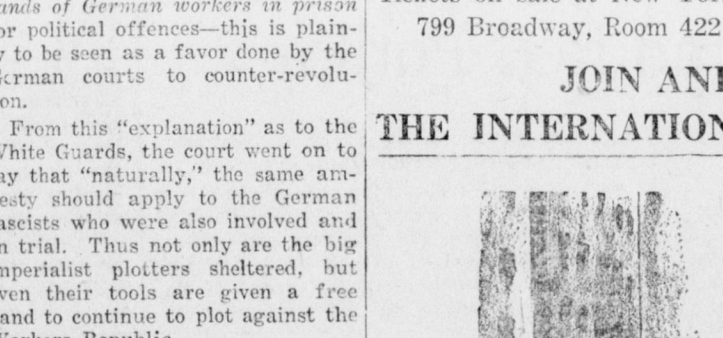 ands of German workers in prison
or political offences—this is plain-
y to be seen as a favor done by the
erman courts to counter-revolu-
on.
From this "explanation" as to the
White Guards, the court went on to
ay that "naturally," the same am-
esty should apply to the German
ascists who were also involved and
n trial. Thus not only are the big
mperialist plotters sheltered, but
ven their tools are given a free
and to continue to plot against the
Workers Republic
799 Broadway, Room 422
JOIN AN
THE INTERNATION